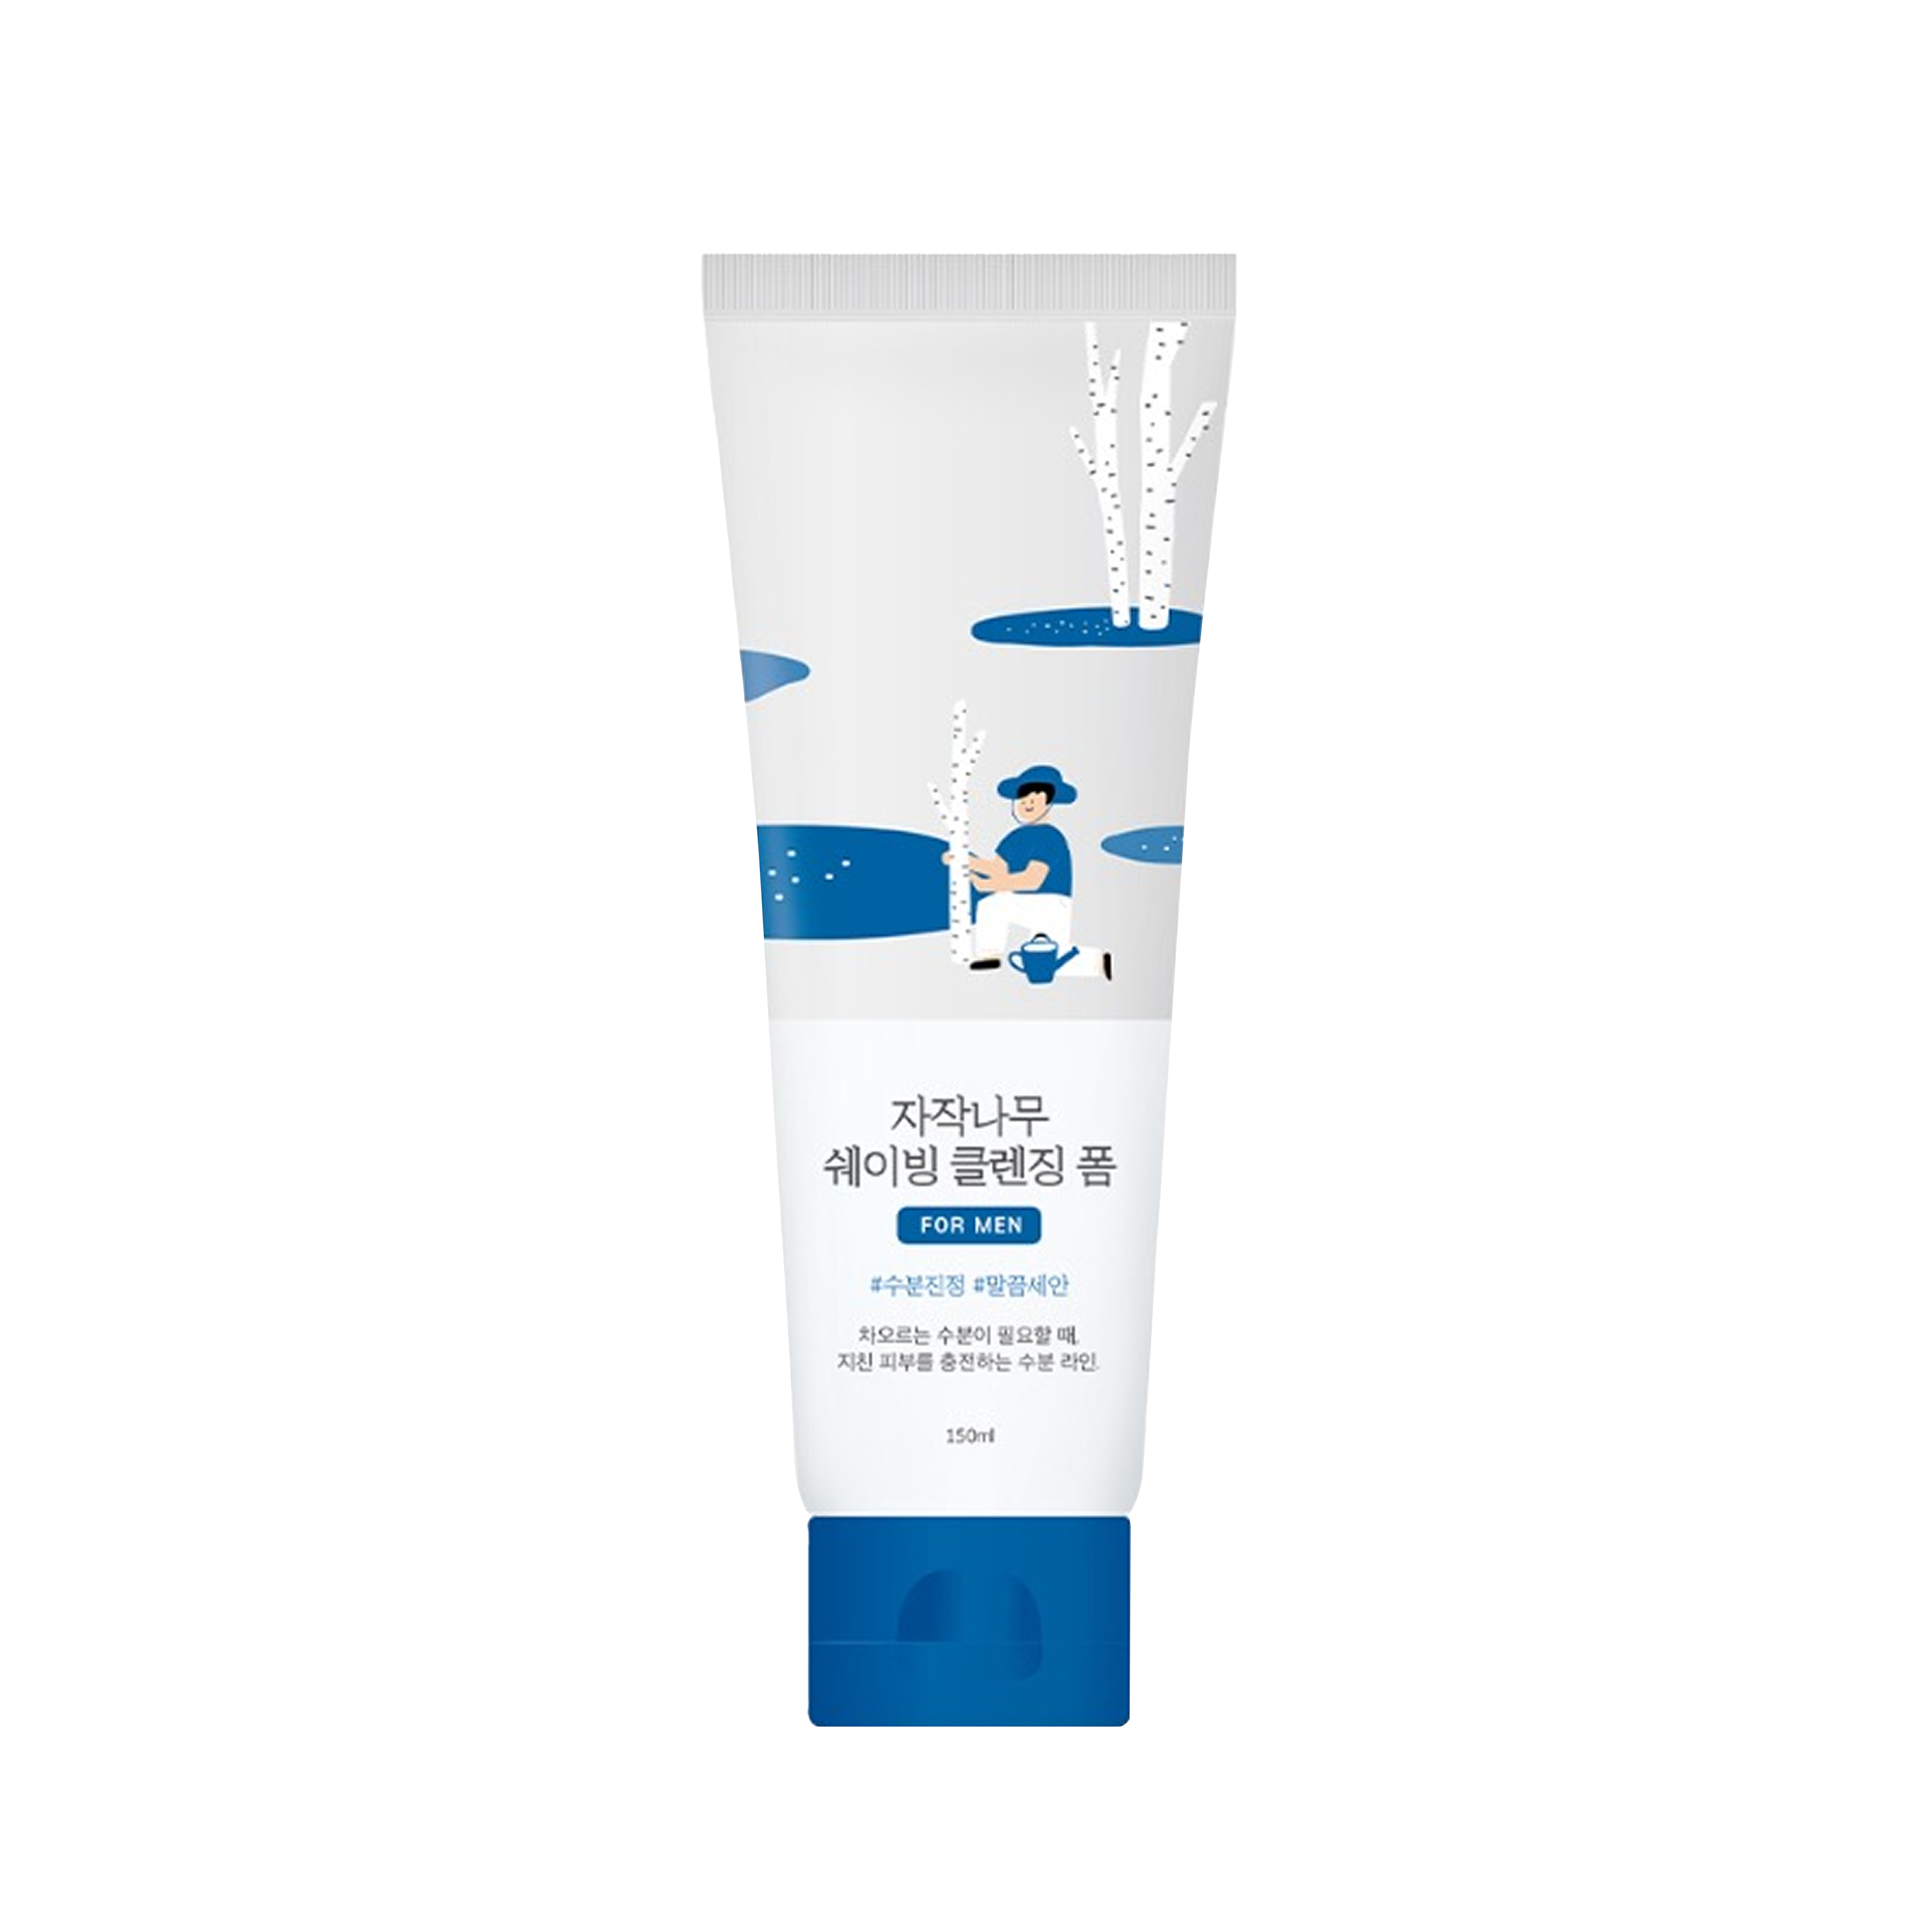 자작나무
쉐이빙 클렌징 폼
FOR MEN
#수분진정 #말끔세안
차오르는 수분이 필요할 때,
지친 피부를 충전하는 수분 라인.
150ml